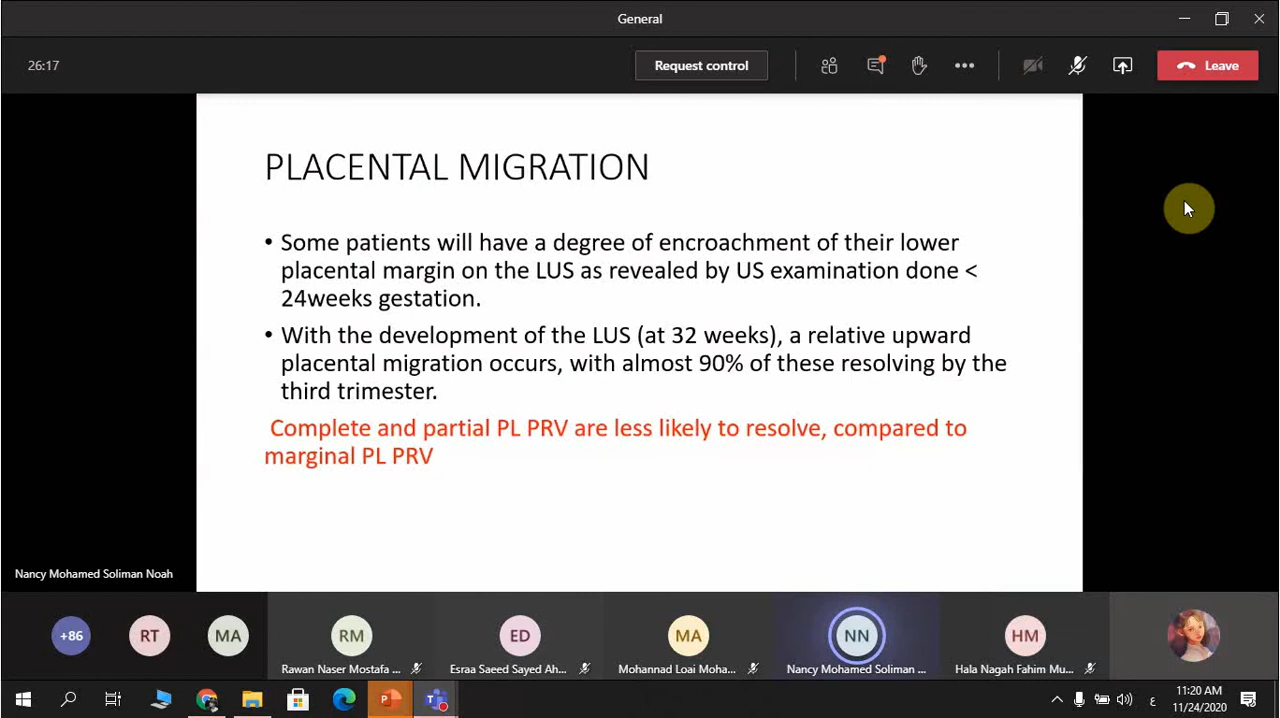 General
26:17
Request control
Leave
PLACENTAL MIGRATION
• Some patients will have a degree of encroachment of their lower
placental margin on the LUS as revealed by US examination done <
24weeks gestation.
• With the development of the LUS (at 32 weeks), a relative upward
placental migration occurs, with almost 90% of these resolving by the
third trimester.
Complete and partial PL PRV are less likely to resolve, compared to
marginal PL PRV
Nancy Mohamed Soliman Noah
+86
RT
MA
RM
ED
MA
NN
HM
Rawan Naser Mostafa ...
Esraa Saeed Sayed Ah...
Mohannad Loai Moha...
Nancy Mohamed Soliman ...
Hala Nagah Fahim Mu...
ع
11:20 AM
11/24/2020